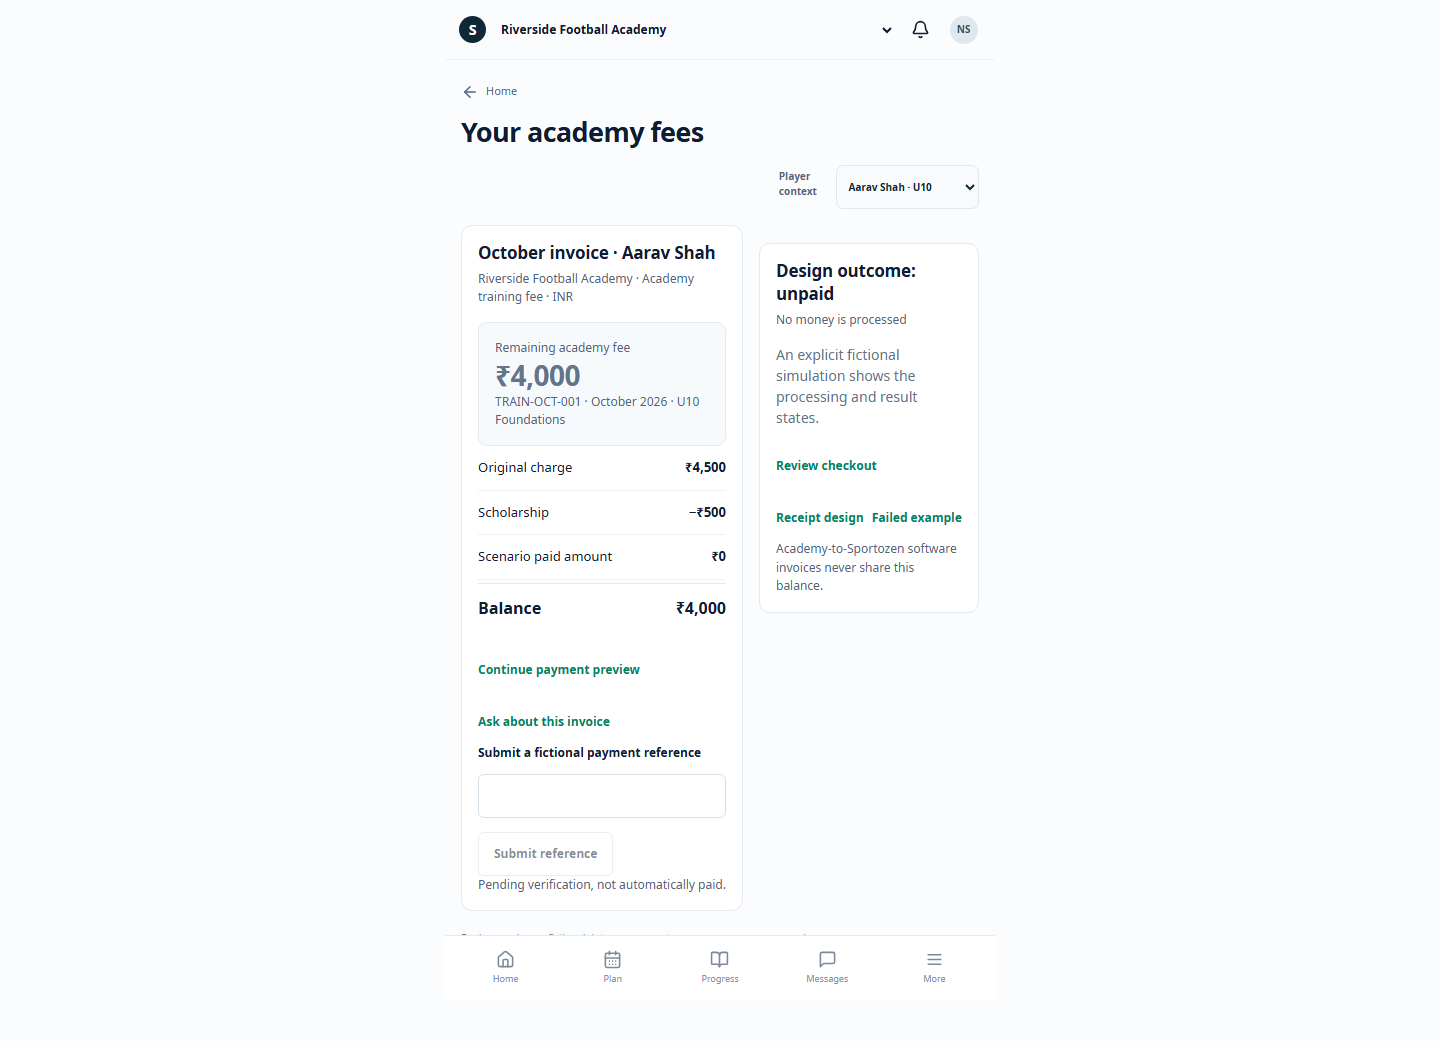 S
Riverside Football Academy
NS
Home
Your academy fees
Player
context
Aarav Shah · U10
October invoice · Aarav Shah
Riverside Football Academy · Academy
training fee · INR
Remaining academy fee
₹4,000
TRAIN-OCT-001 · October 2026 · U10
Foundations
Original charge ₹4,500
Scholarship −₹500
Scenario paid amount ₹0
Balance ₹4,000
Continue payment preview
Ask about this invoice
Submit a fictional payment reference
Submit reference
Pending verification, not automatically paid.
Design outcome:
unpaid
No money is processed
An explicit fictional
simulation shows the
processing and result
states.
Review checkout
Receipt design Failed example
Academy-to-Sportozen software
invoices never share this
balance.
Home
Plan
Progress
Messages
More